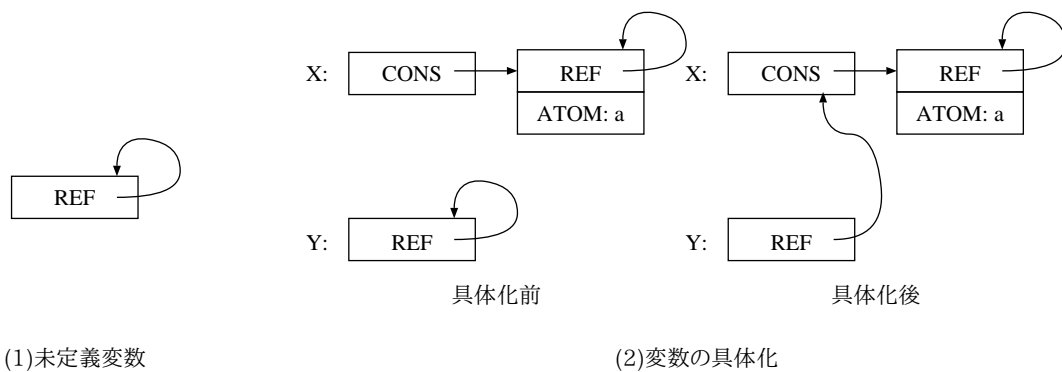 X: CONS REF X: CONS REF
ATOM: a ATOM: a
REF
Y: REF Y: REF
具体化前 具体化後
(1)未定義変数 (2)変数の具体化